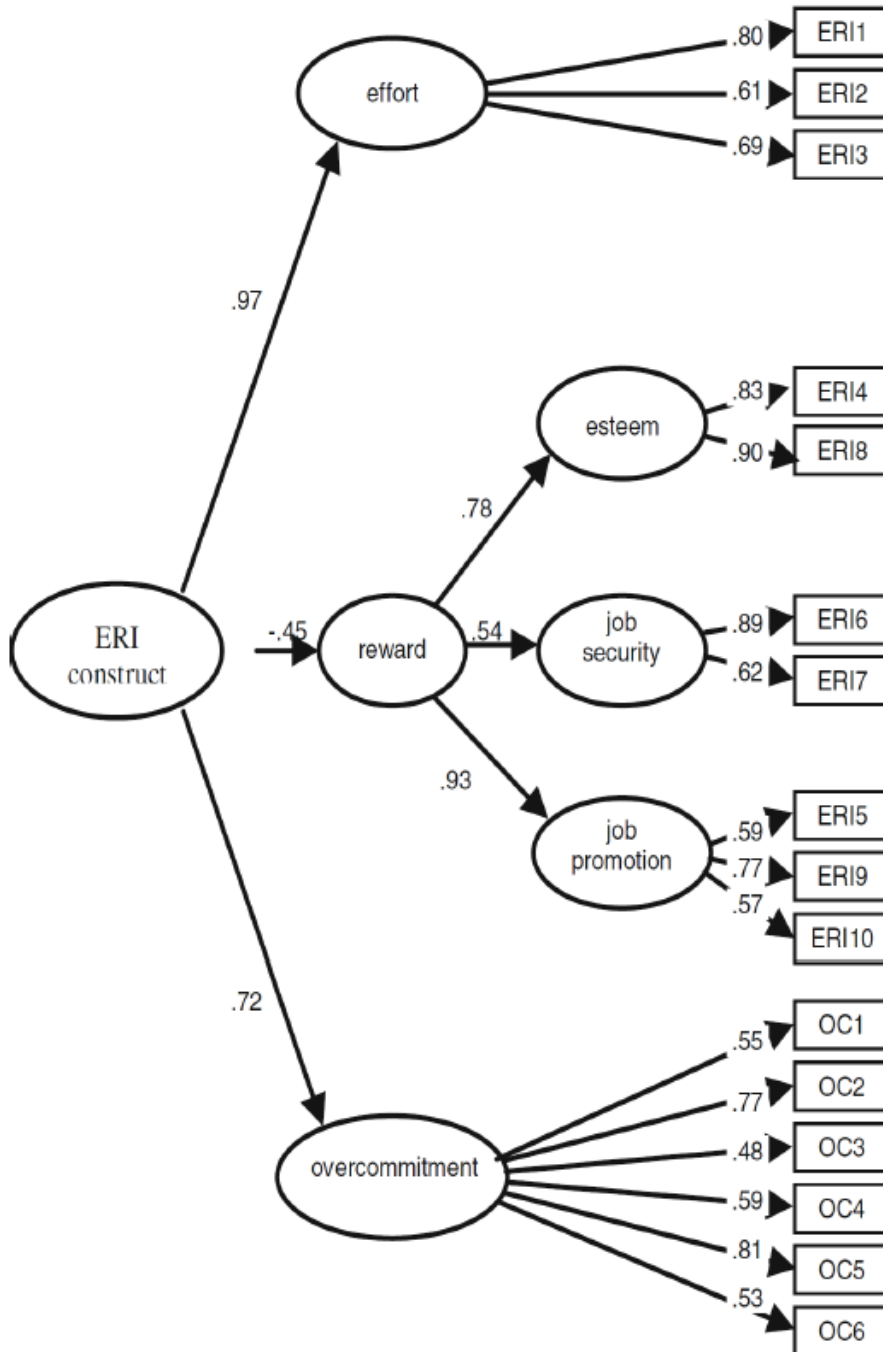 .80
ERI1
effort
.61
ERI2
.69
ERI3
.97
.83
ERI4
esteem
.90
ERI8
.78
ERI
construct
-.45
reward
.54
job
security
.89
ERI6
.62
ERI7
.93
job
promotion
.59
ERI5
.77
ERI9
.57
ERI10
.72
overcommitment
.55
OC1
.77
OC2
.48
OC3
.59
OC4
.81
OC5
.53
OC6